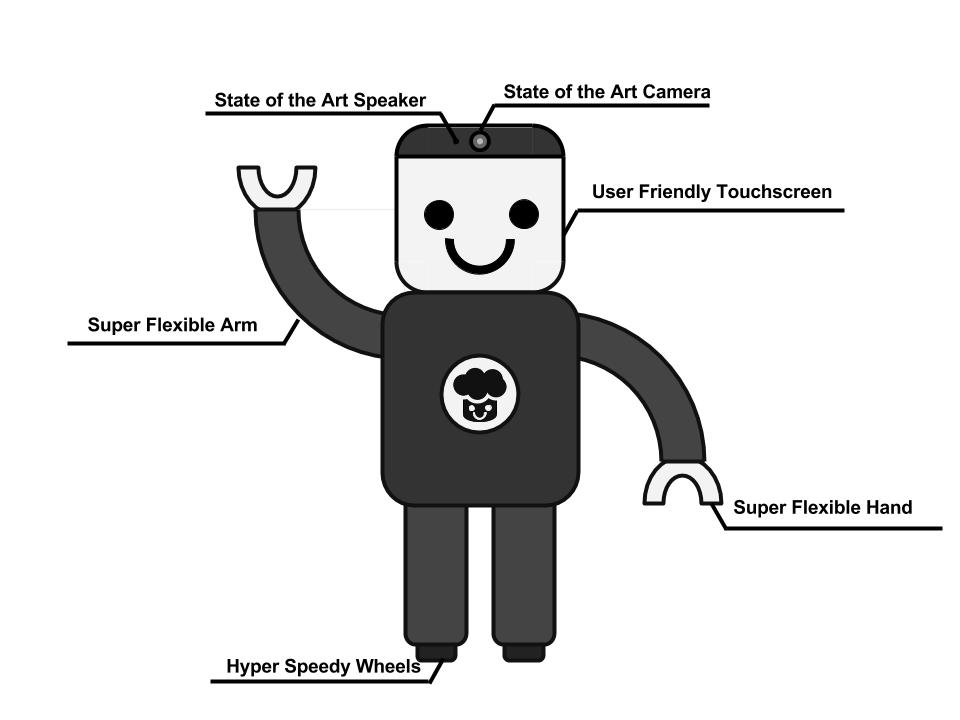 State of the Art Camera
State of the Art Speaker
User Friendly Touchscreen
Super Flexible Arm
Super Flexible Hand
Hyper Speedy Wheels